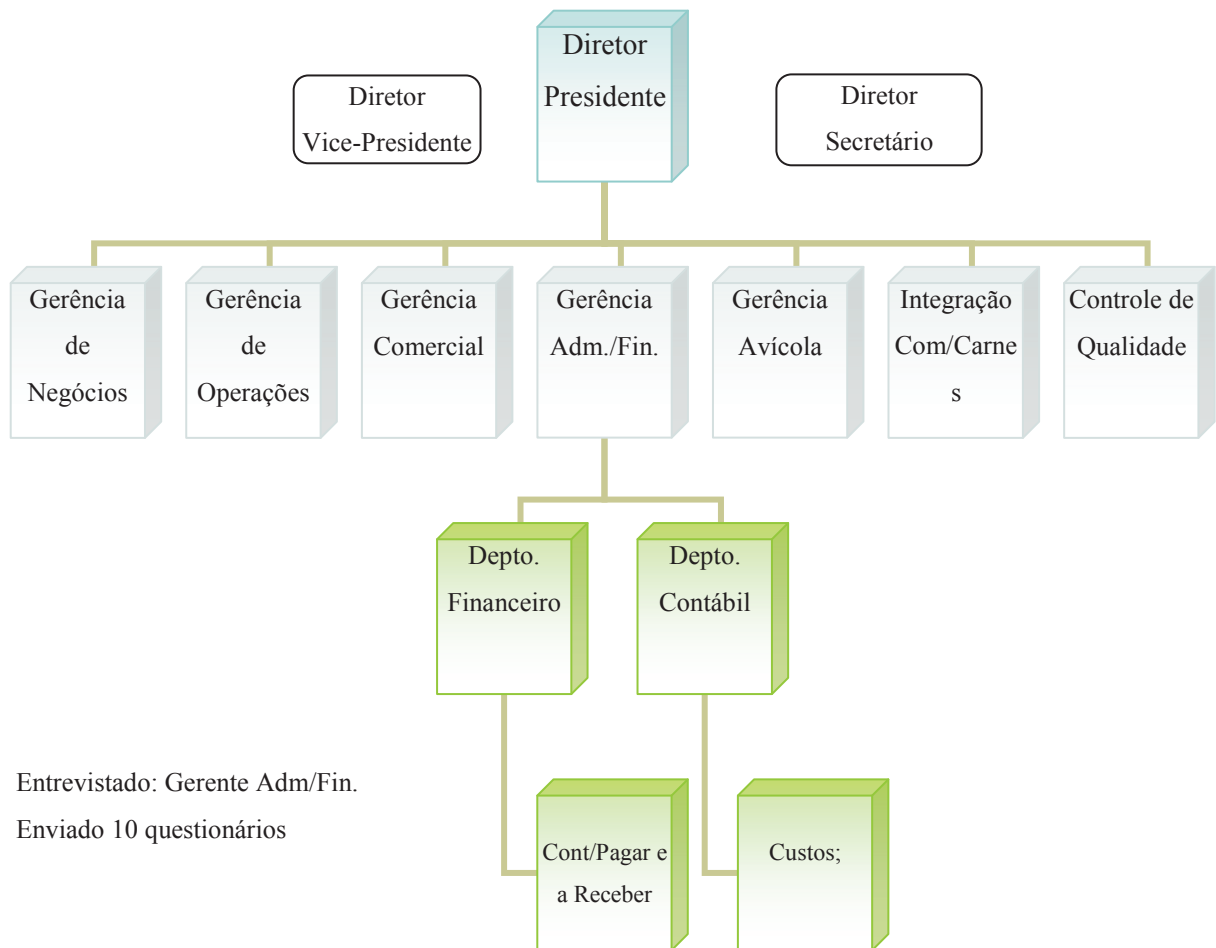 Diretor
Presidente
Diretor
Vice-Presidente
Diretor
Secretário
Gerência
de
Negócios
Gerência
de
Operações
Gerência
Comercial
Gerência
Adm./Fin.
Gerência
Avícola
Integração
Com/Carne
s
Controle de
Qualidade
Depto.
Financeiro
Depto.
Contábil
Entrevistado: Gerente Adm/Fin.
Enviado 10 questionários
Cont/Pagar e
a Receber
Custos;